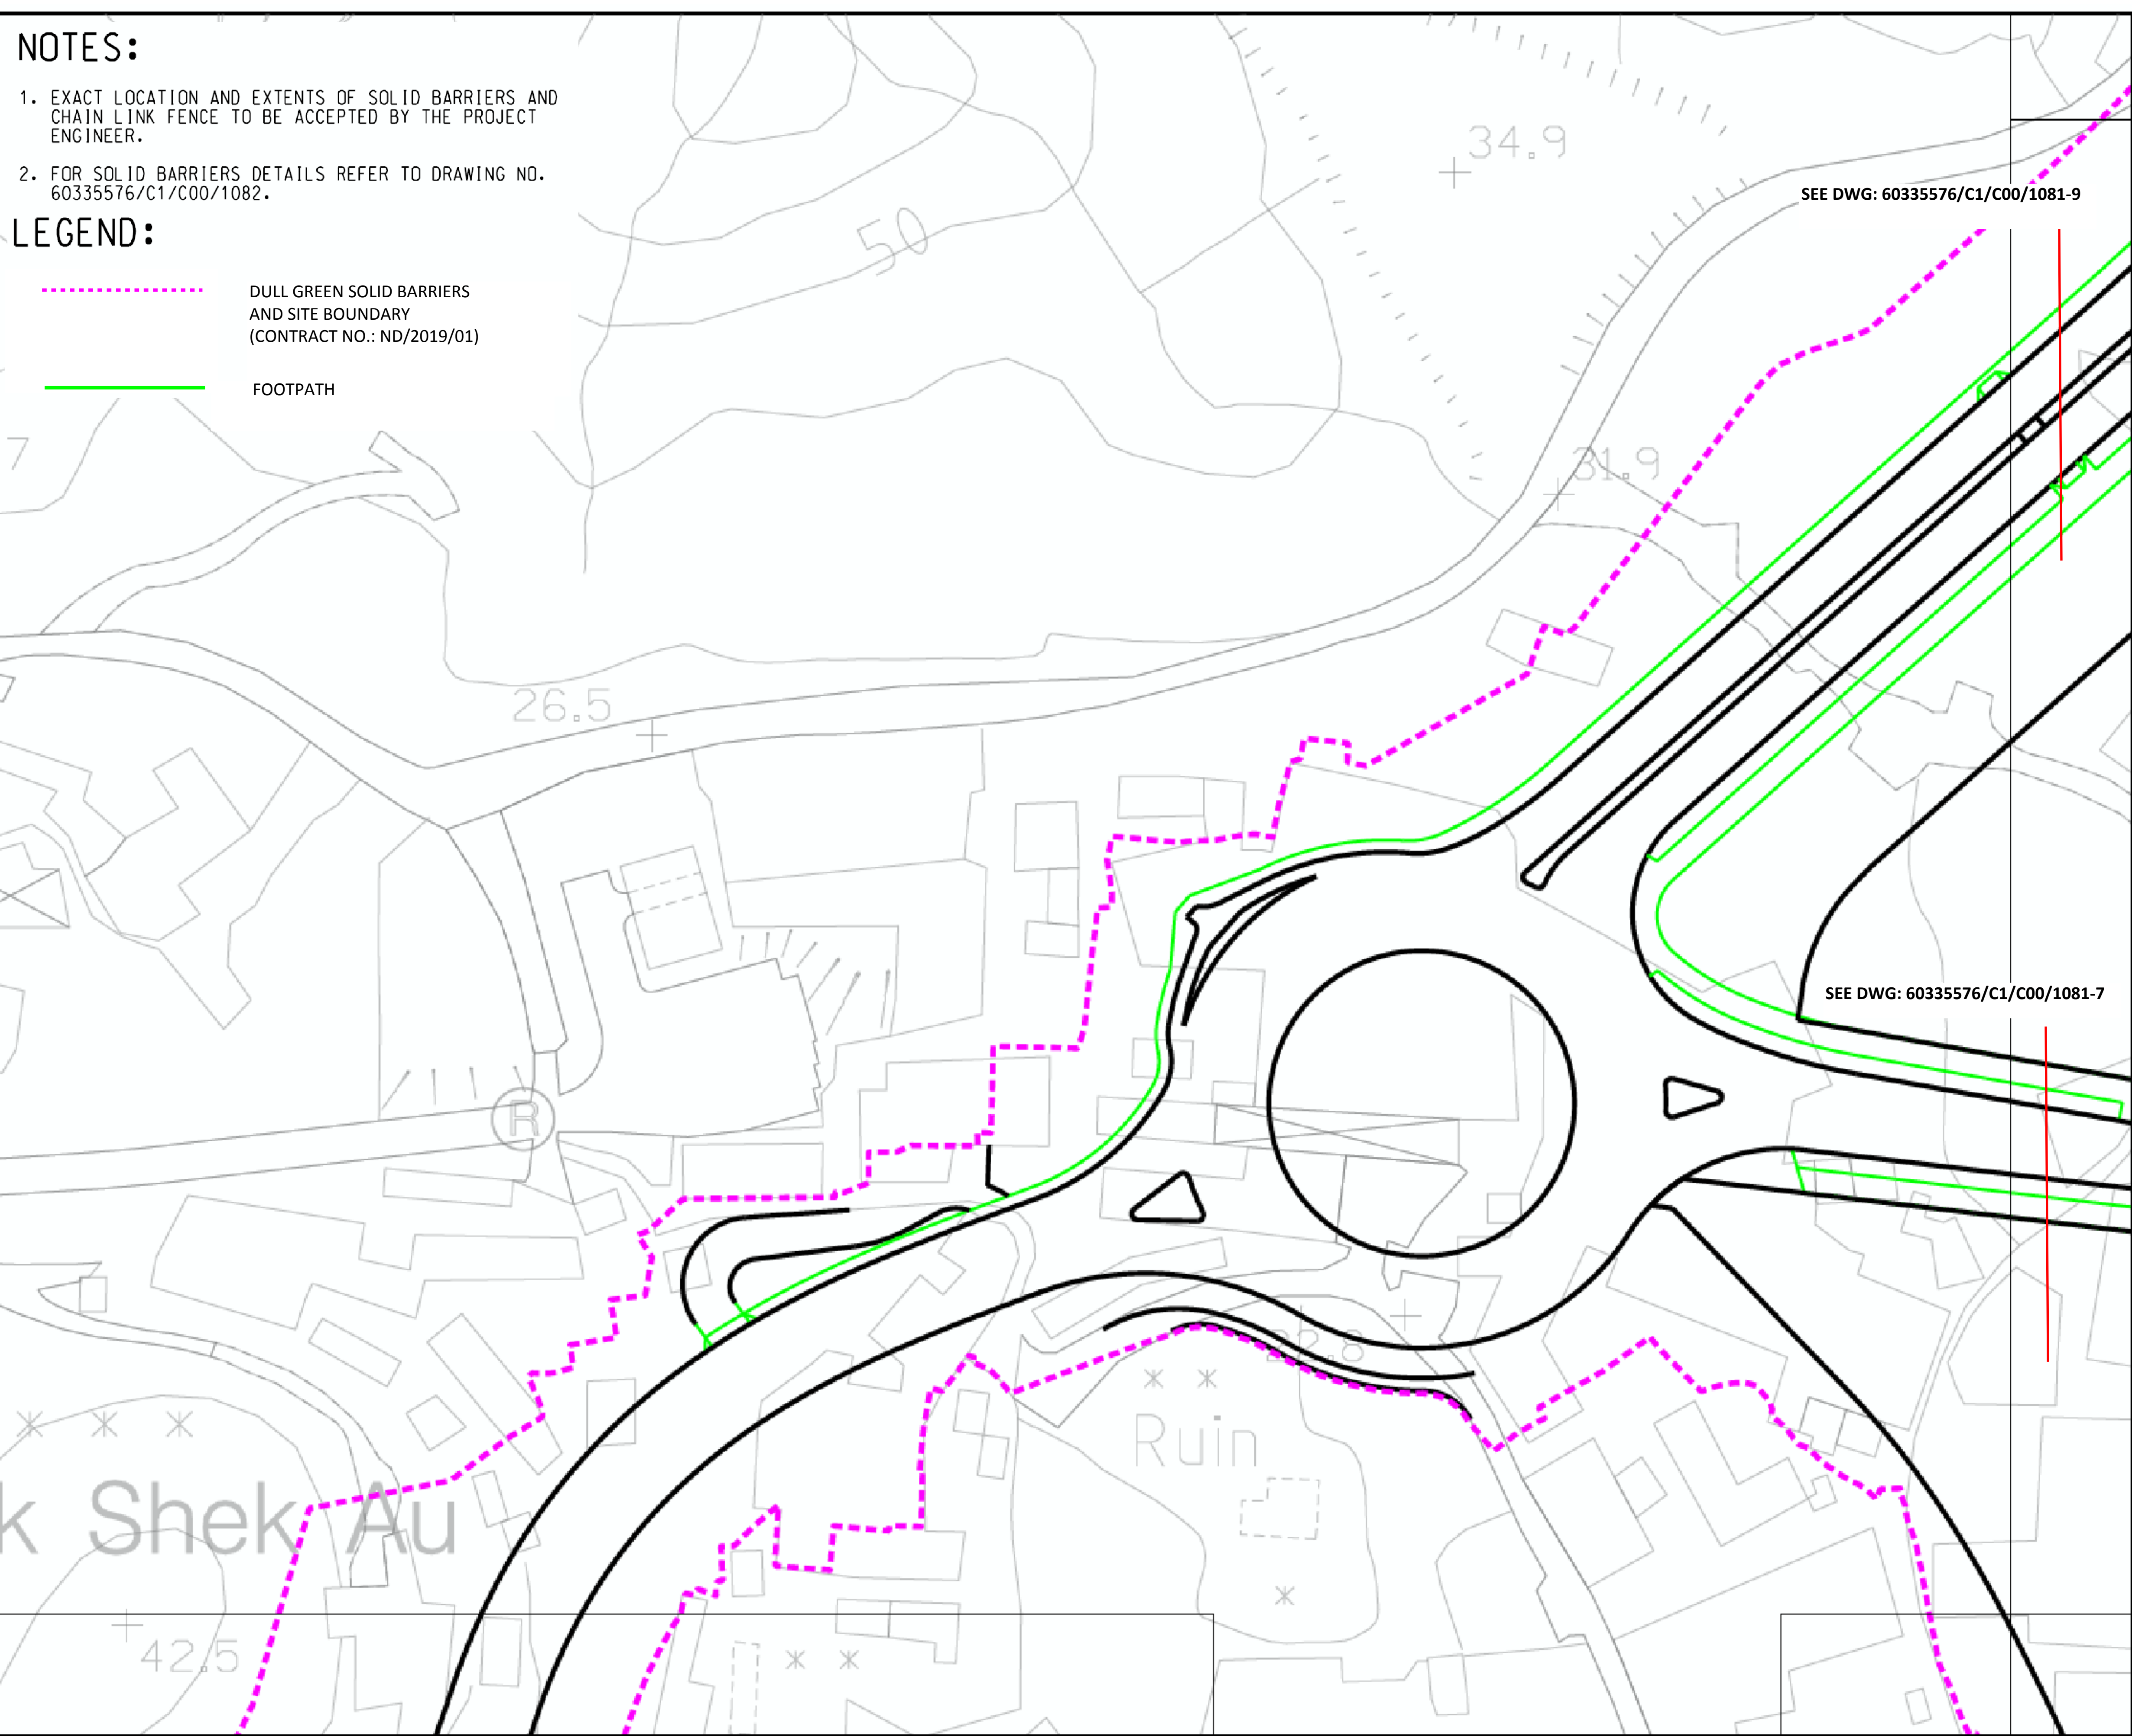 NOTES:
1. EXACT LOCATION AND EXTENTS OF SOLID BARRIERS AND
CHAIN LINK FENCE TO BE ACCEPTED BY THE PROJECT
ENGINEER.
2. FOR SOLID BARRIERS DETAILS REFER TO DRAWING NO.
60335576/C1/C00/1082.
LEGEND:
DULL GREEN SOLID BARRIERS
AND SITE BOUNDARY
(CONTRACT NO.: ND/2019/01)
FOOTPATH
34.9
SEE DWG: 60335576/C1/C00/1081-9
50
7
31.9
26.5
SEE DWG: 60335576/C1/C00/1081-7
R
22.8
Ruin
k Shek Au
42.5